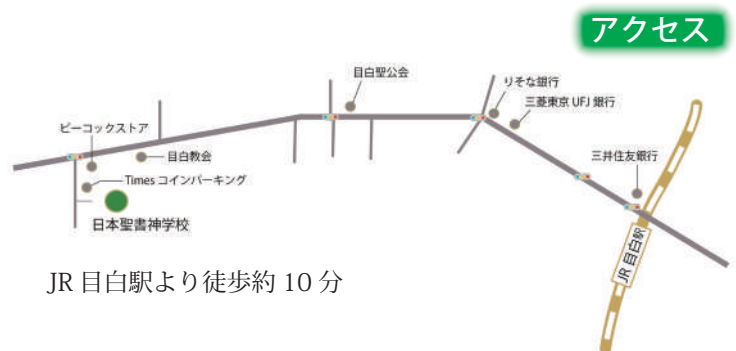 アクセス
目白聖公会
りそな銀行
三菱東京 UFJ 銀行
ピーコックストア
目白教会
三井住友銀行
Times コインパーキング
日本聖書神学校
JR 目白駅
JR 目白駅より徒歩約 10 分